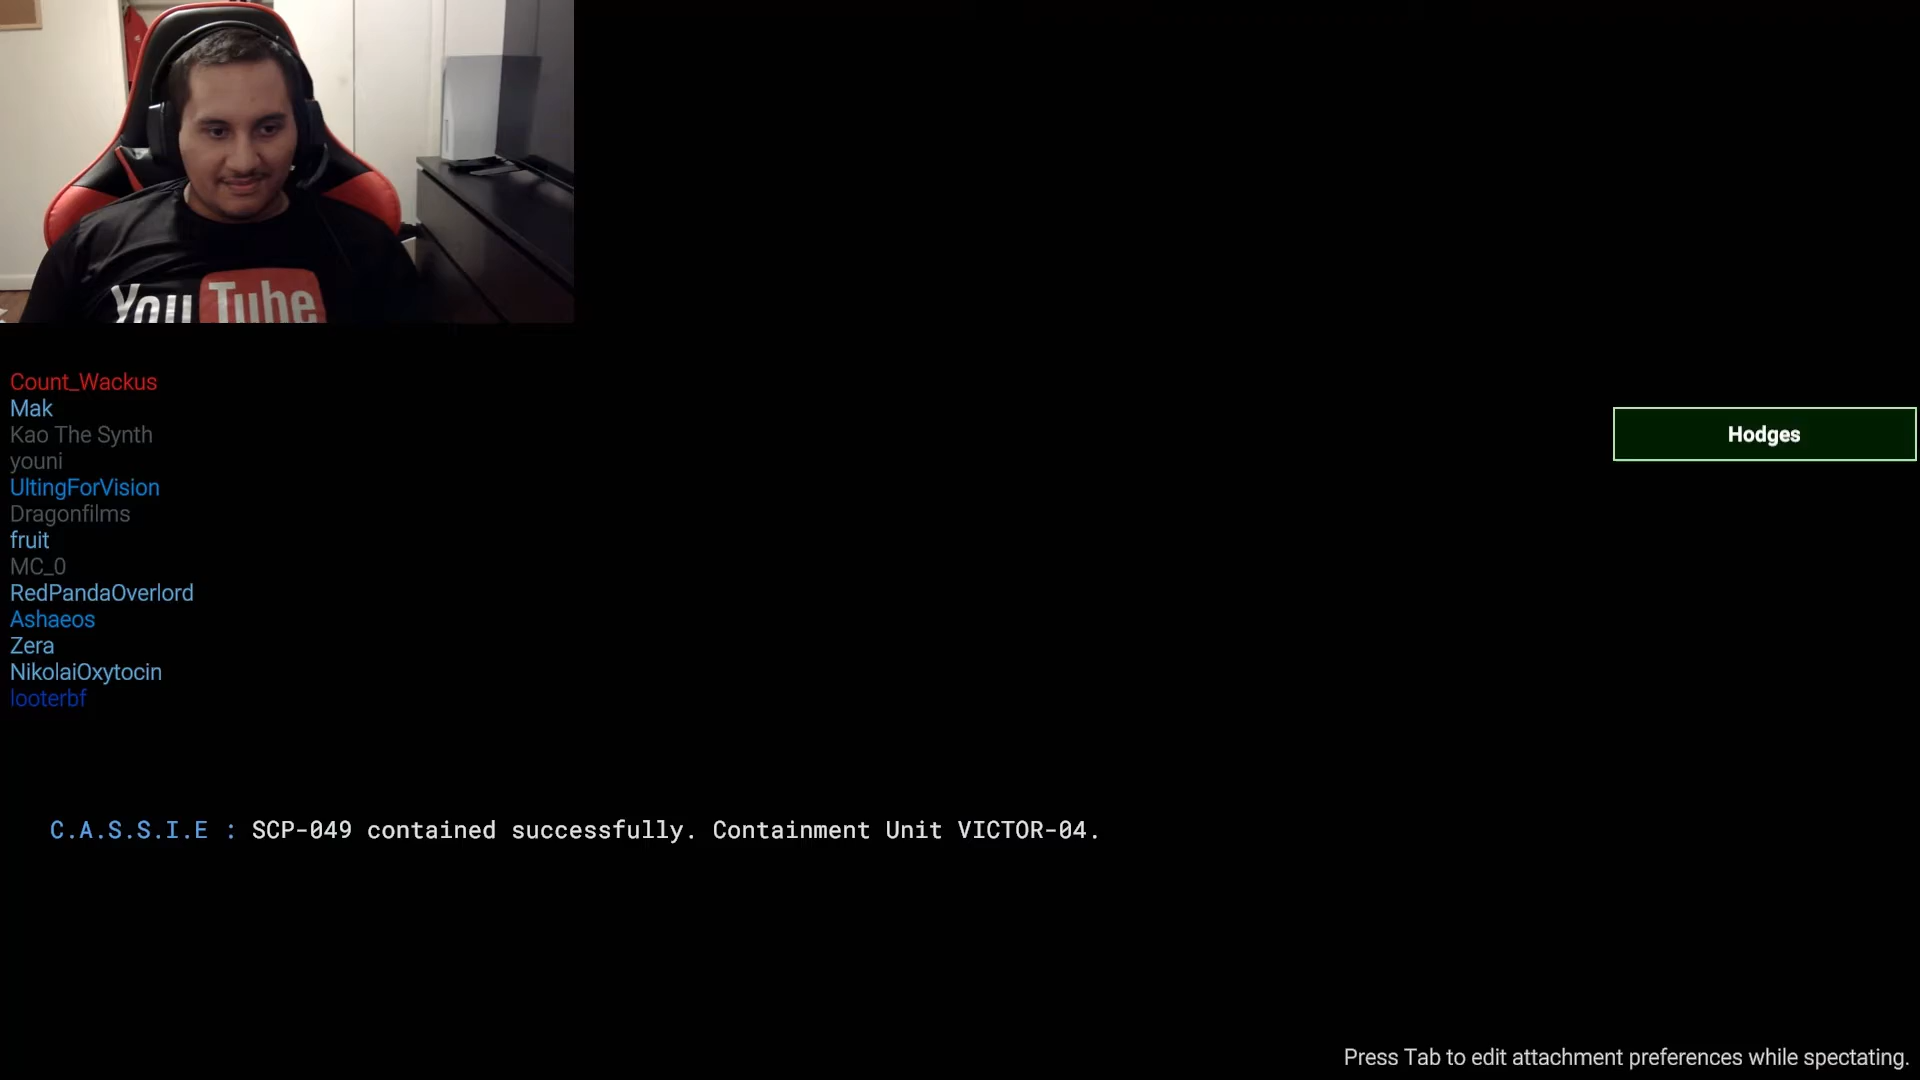 You Tube
Count_Wackus
Mak
Kao The Synth
youni
UltingForVision
Dragonfilms
fruit
MC_0
RedPandaOverlord
Ashaeos
Zera
NikolaiOxytocin
looterbf
Hodges
C.A.S.S.I.E : SCP-049 contained successfully. Containment Unit VICTOR-04.
Press Tab to edit attachment preferences while spectating.